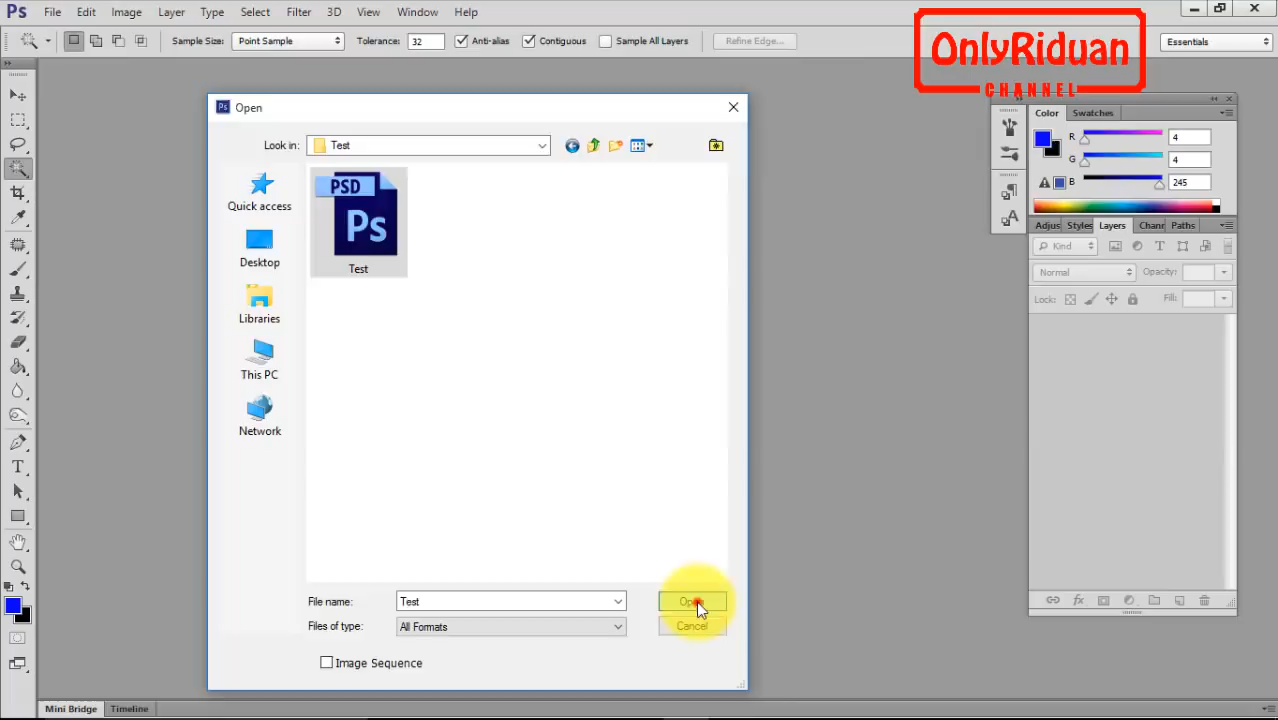 Ps File Edit Image Layer Type Select Filter 3D View Window Help
Sample Size: Point Sample Tolerance: 32 Anti-alias Contiguous Sample All Layers Refine Edge... Essentials
OnlyRiduan
CHANNEL
Ps Open
Look in: Test
Color Swatches
R 4
G 4
B 245
PSD
Ps
Test
Quick access
Desktop
Libraries
This PC
Network
Adjus Styles Layers Chann Paths
Kind
Normal Opacity:
Lock: Fill:
File name: Test Open
Files of type: All Formats Cancel
Image Sequence
Mini Bridge Timeline